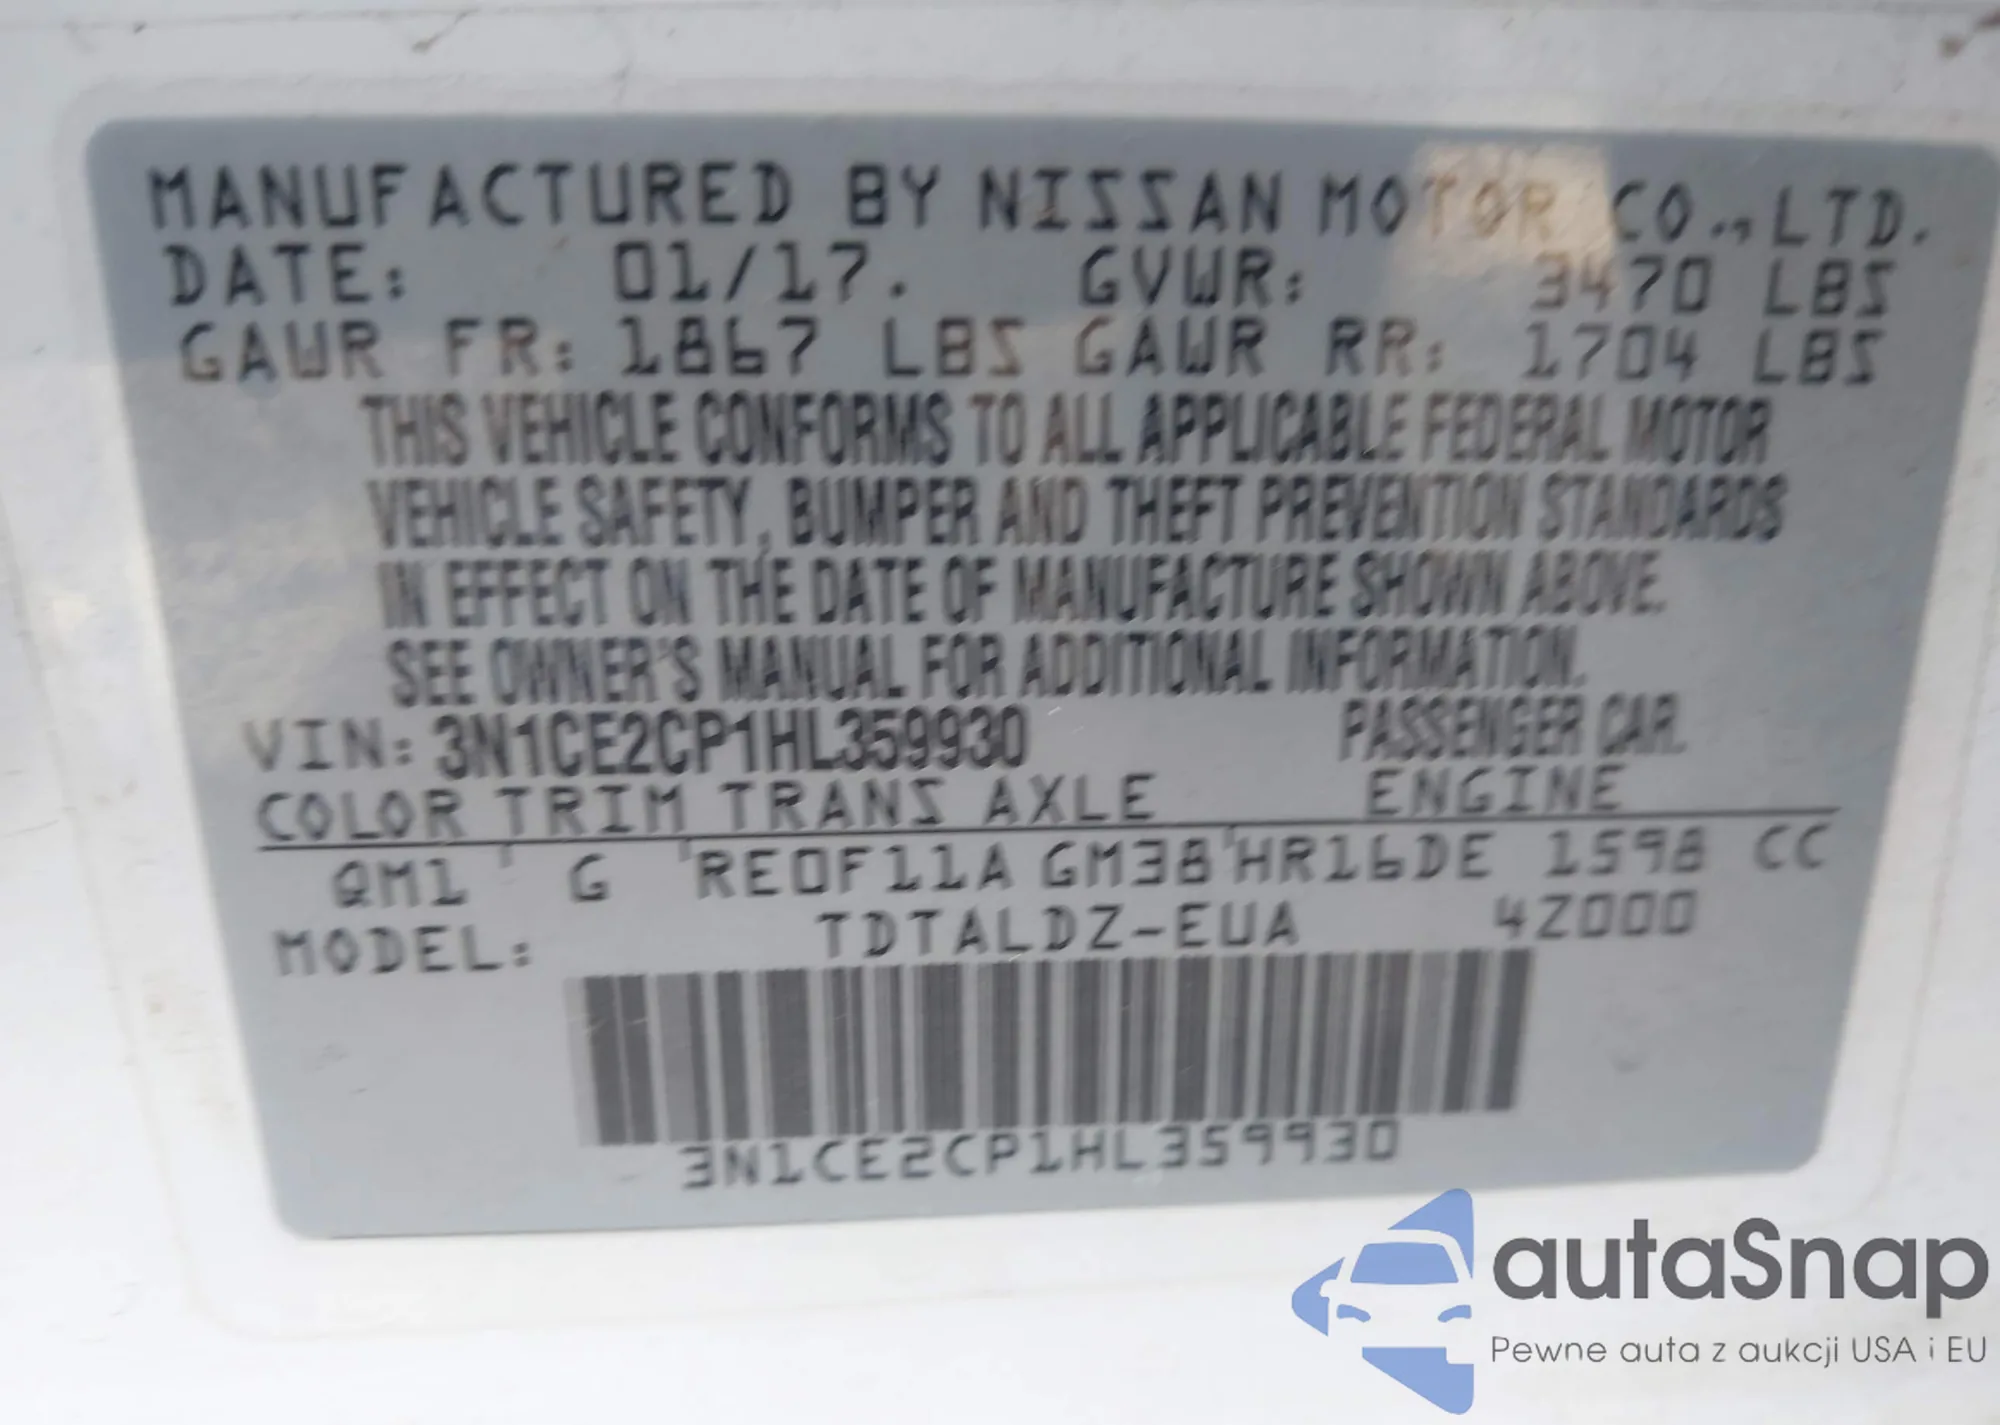 MANUFACTURED BY NISSAN MOTOR CO., LTD.
DATE: 01/17. GVWR: 3470 LBS
GAWR FR: 1867 LBS GAWR RR: 1704 LBS
THIS VEHICLE CONFORMS TO ALL APPLICABLE FEDERAL MOTOR
VEHICLE SAFETY, BUMPER AND THEFT PREVENTION STANDARDS
IN EFFECT ON THE DATE OF MANUFACTURE SHOWN ABOVE.
SEE OWNER'S MANUAL FOR ADDITIONAL INFORMATION.
VIN: 3N1CE2CP1HL359930 PASSENGER CAR.
COLOR TRIM TRANS AXLE ENGINE
QM1 G RE0F11A GM38 HR16DE 1598 CC
MODEL: TDTALDZ-EUA 4Z000
3N1CE2CP1HL359930
autaSnap
Pewne auta z aukcji USA i EU